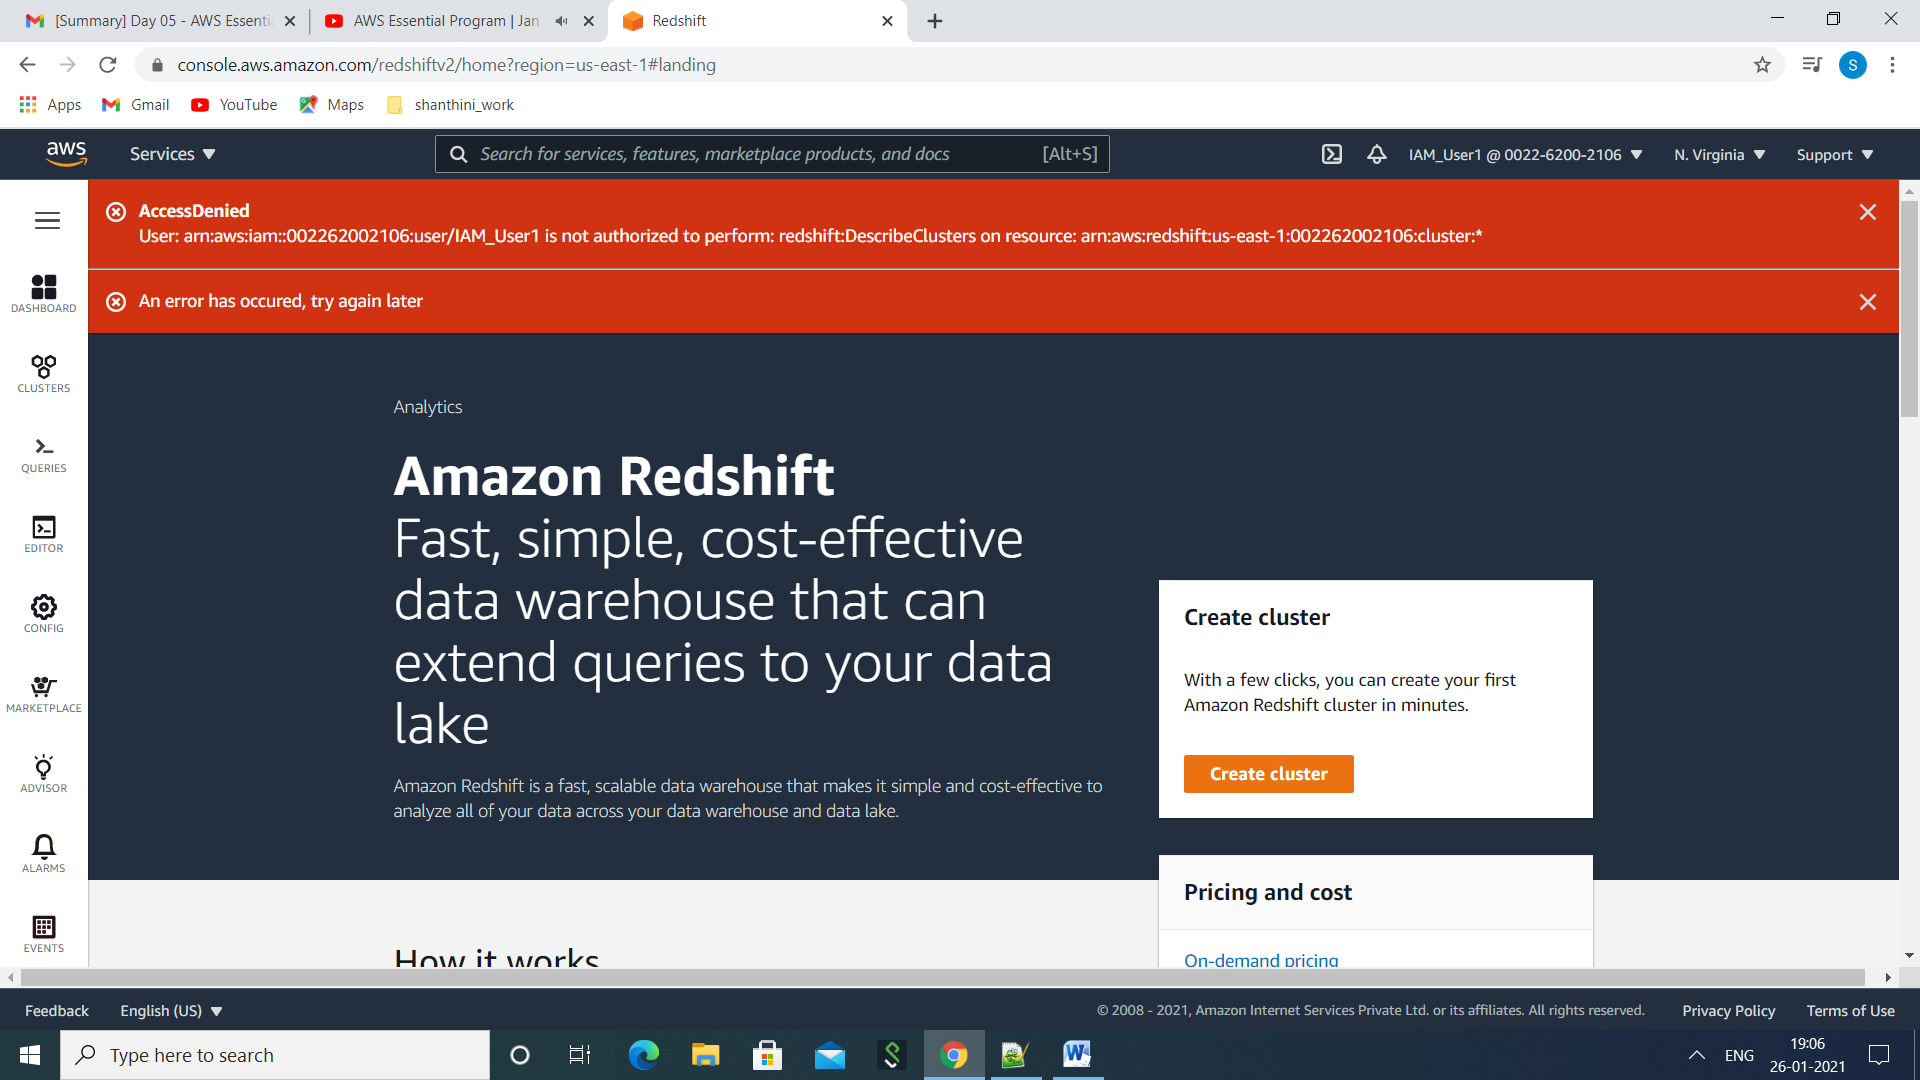 [Summary] Day 05 - AWS Essenti
AWS Essential Program | Jan
Redshift
console.aws.amazon.com/redshiftv2/home?region=us-east-1#landing
S
Apps
Gmail
YouTube
Maps
shanthini_work
aws
Services
Search for services, features, marketplace products, and docs
[Alt+S]
IAM_User1 @ 0022-6200-2106
N. Virginia
Support
AccessDenied
User: arn:aws:iam::002262002106:user/IAM_User1 is not authorized to perform: redshift:DescribeClusters on resource: arn:aws:redshift:us-east-1:002262002106:cluster:*
An error has occured, try again later
DASHBOARD
CLUSTERS
QUERIES
EDITOR
CONFIG
MARKETPLACE
ADVISOR
ALARMS
EVENTS
Analytics
Amazon Redshift
Fast, simple, cost-effective
data warehouse that can
extend queries to your data
lake
Amazon Redshift is a fast, scalable data warehouse that makes it simple and cost-effective to
analyze all of your data across your data warehouse and data lake.
Create cluster
With a few clicks, you can create your first
Amazon Redshift cluster in minutes.
Create cluster
Pricing and cost
On-demand pricing
How it works
Feedback
English (US)
© 2008 - 2021, Amazon Internet Services Private Ltd. or its affiliates. All rights reserved.
Privacy Policy
Terms of Use
Type here to search
ENG
19:06
26-01-2021